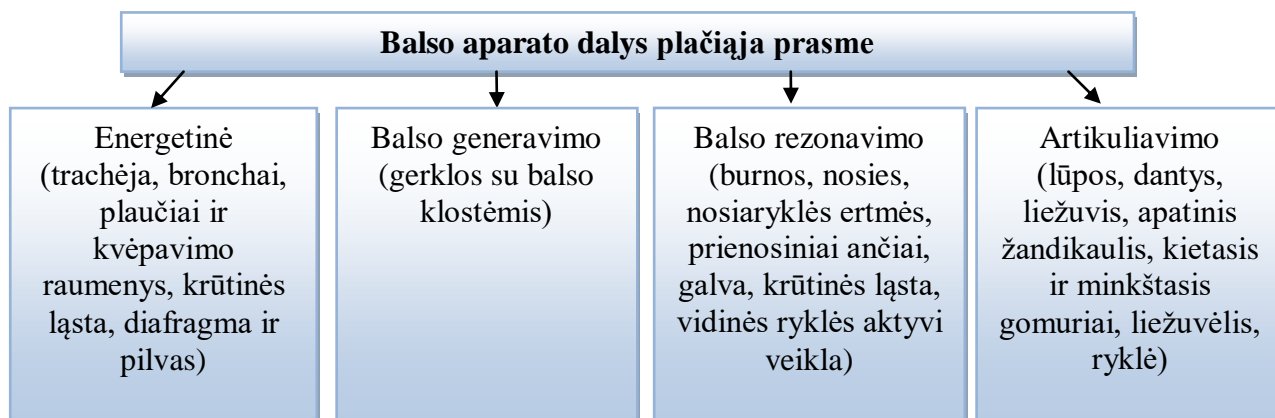 Balso aparato dalys plačiąja prasme
Energetinė
(trachėja, bronchai,
plaučiai ir
kvėpavimo
raumenys, krūtinės
ląsta, diafragma ir
pilvas)
Balso generavimo
(gerklos su balso
klostėmis)
Balso rezonavimo
(burnos, nosies,
nosiaryklės ertmės,
prienosiniai ančiai,
galva, krūtinės ląsta,
vidinės ryklės aktyvi
veikla)
Artikuliavimo
(lūpos, dantys,
liežuvis, apatinis
žandikaulis, kietasis
ir minkštasis
gomuriai, liežuvėlis,
ryklė)